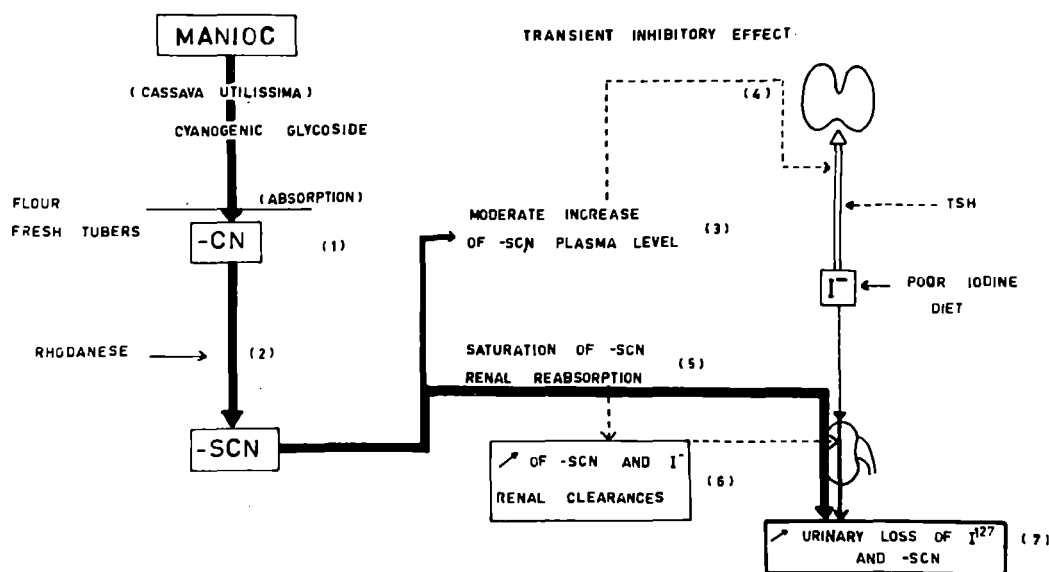 MANIOC
(CASSAVA UTILISSIMA)
CYANOGENIC GLYCOSIDE
(ABSORPTION)
FLOUR
FRESH TUBERS
-CN
(1)
RHODANESE
(2)
-SCN
TRANSIENT INHIBITORY EFFECT
(4)
MODERATE INCREASE
OF -SCN PLASMA LEVEL
(3)
TSH
I⁻
POOR IODINE
DIET
SATURATION OF -SCN
RENAL REABSORPTION
(5)
↗ OF -SCN AND I⁻
RENAL CLEARANCES
(6)
↗ URINARY LOSS OF I¹²⁷
AND -SCN
(7)